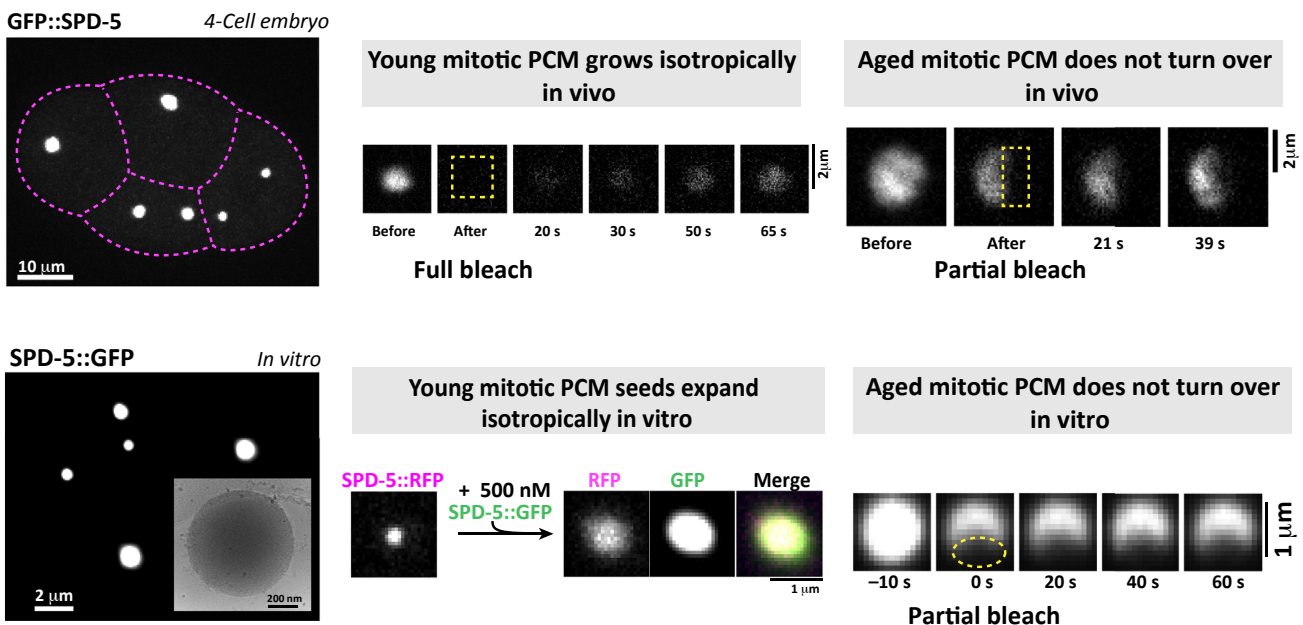 GFP::SPD-5
4-Cell embryo
10 μm
Young mitotic PCM grows isotropically
in vivo
2μm
Before
After
20 s
30 s
50 s
65 s
Full bleach
Aged mitotic PCM does not turn over
in vivo
2μm
Before
After
21 s
39 s
Partial bleach
SPD-5::GFP
In vitro
2 μm
200 nm
Young mitotic PCM seeds expand
isotropically in vitro
SPD-5::RFP
+ 500 nM
SPD-5::GFP
RFP
GFP
Merge
1 μm
Aged mitotic PCM does not turn over
in vitro
1 μm
–10 s
0 s
20 s
40 s
60 s
Partial bleach